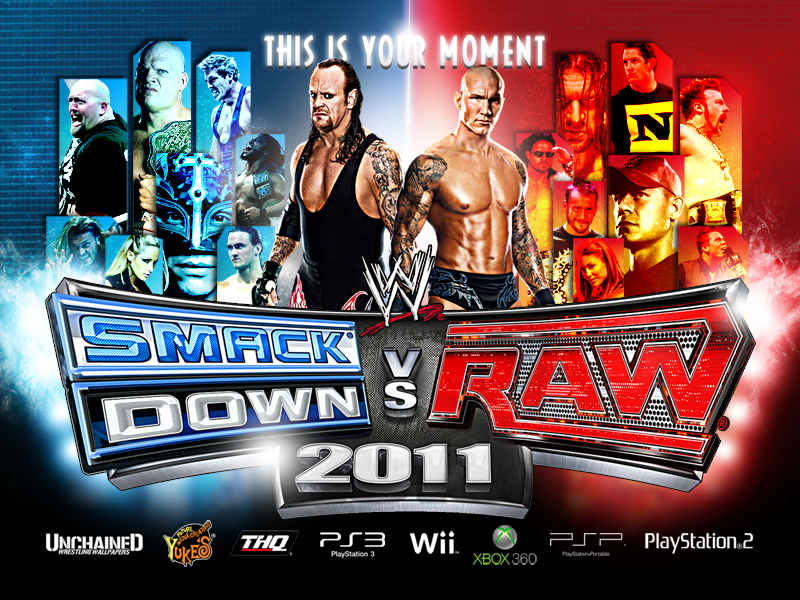 THIS IS YOUR MOMENT
N
W
SMACK
DOWN
VS
RAW
2011
UNCHAINED
WRESTLING WALLPAPERS
YUKE'S
THQ
PS3
PlayStation 3
Wii
XBOX 360
PSP
PlayStation Portable
PlayStation 2